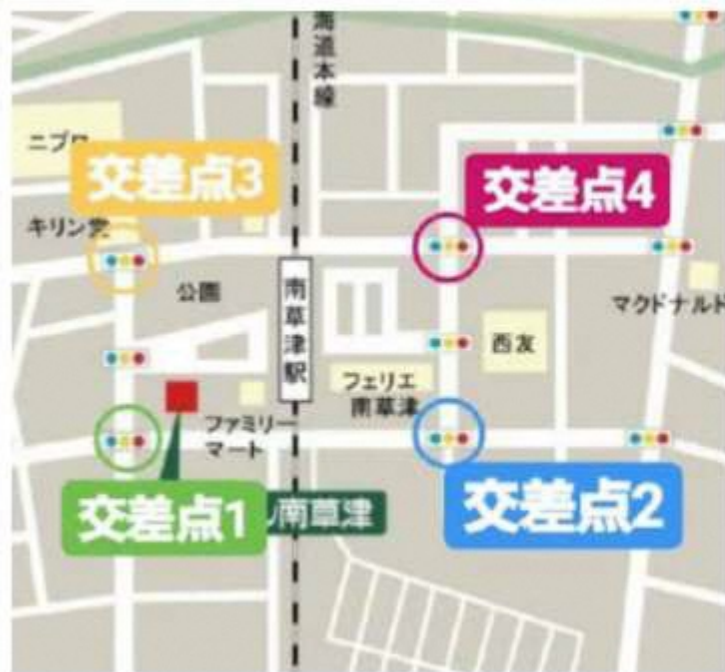 海道本線
ニプロ
交差点3
交差点4
キリン堂
公園
南草津駅
マクドナルド
西友
フェリエ
南草津
ファミリー
マート
交差点1
南草津
交差点2